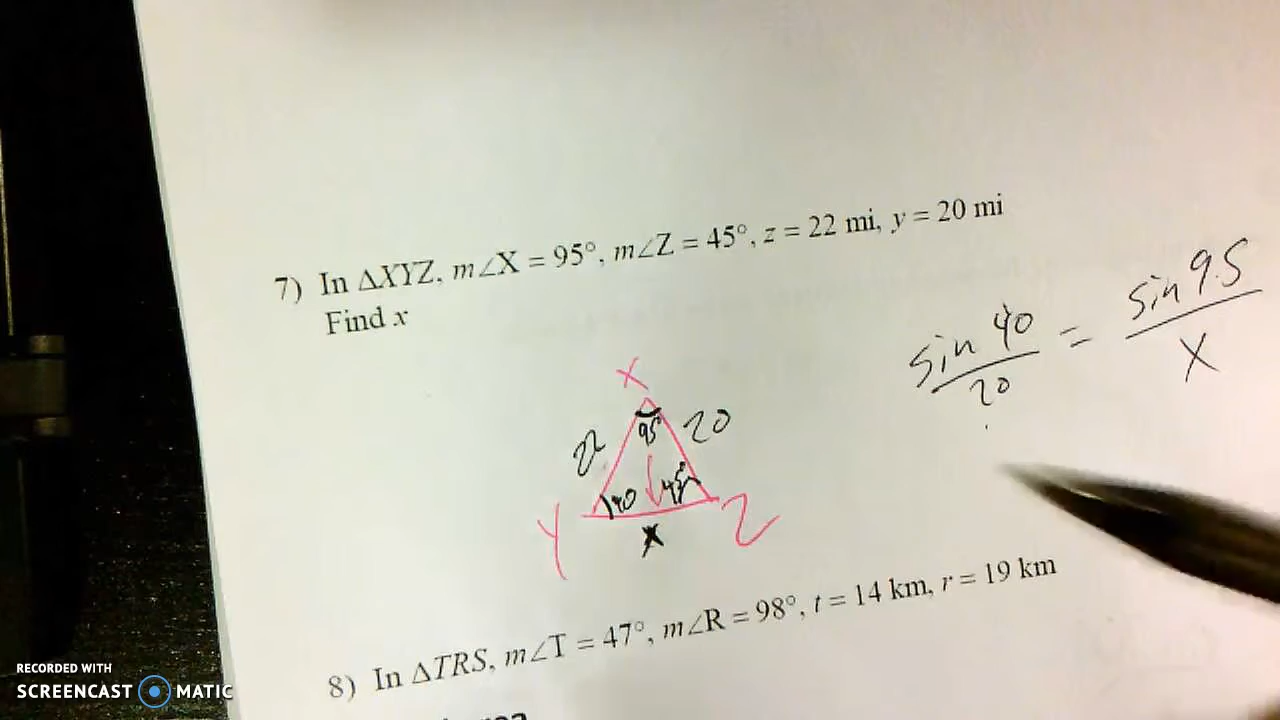 7) In ΔXYZ, m∠X = 95°, m∠Z = 45°, z = 22 mi, y = 20 mi
Find x
sin 40 / 20 = sin 95 / X
X
22
95°
20
40
45°
Y
x
Z
8) In ΔTRS, m∠T = 47°, m∠R = 98°, t = 14 km, r = 19 km
RECORDED WITH
SCREENCAST MATIC